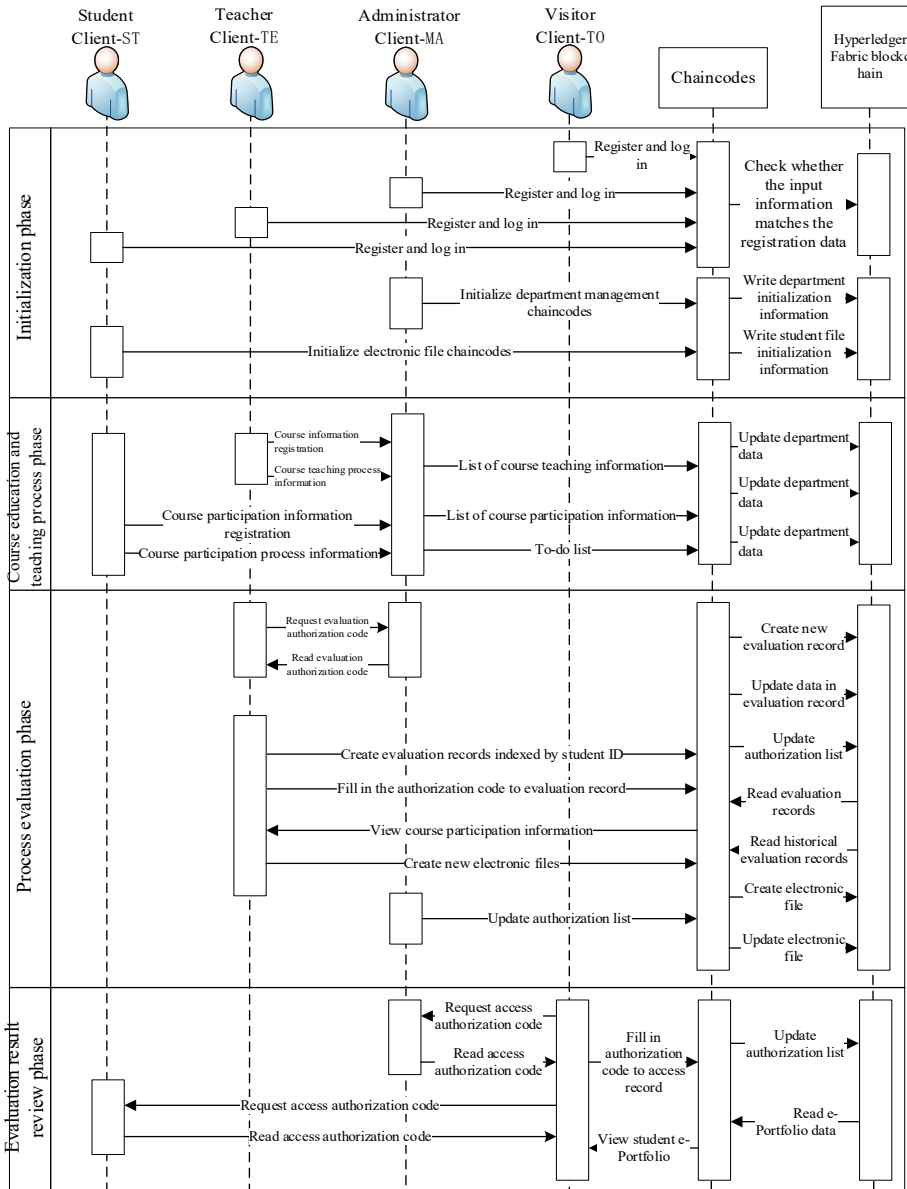 Student
Client-ST
Teacher
Client-TE
Administrator
Client-MA
Visitor
Client-TO
Chaincodes
Hyperledger
Fabric blockc
hain
Initialization phase
Register and log
in
Register and log in
Register and log in
Register and log in
Check whether
the input
information
matches the
registration data
Initialize department management
chaincodes
Write department
initialization
information
Initialize electronic file chaincodes
Write student file
initialization
information
Course education and
teaching process phase
Course information
registration
Course teaching process
information
Course participation information
registration
Course participation process information
List of course teaching information
List of course participation information
To-do list
Update department
data
Update department
data
Update department
data
Process evaluation phase
Request evaluation
authorization code
Read evaluation
authorization code
Create evaluation records indexed by student ID
Fill in the authorization code to evaluation record
View course participation information
Create new electronic files
Update authorization list
Create new
evaluation record
Update data in
evaluation record
Update
authorization list
Read evaluation
records
Read historical
evaluation records
Create electronic
file
Update electronic
file
Evaluation result
review phase
Request access
authorization code
Read access
authorization code
Request access authorization code
Read access authorization code
Fill in
authorization
code to access
record
View student e-
Portfolio
Update
authorization list
Read e-
Portfolio data